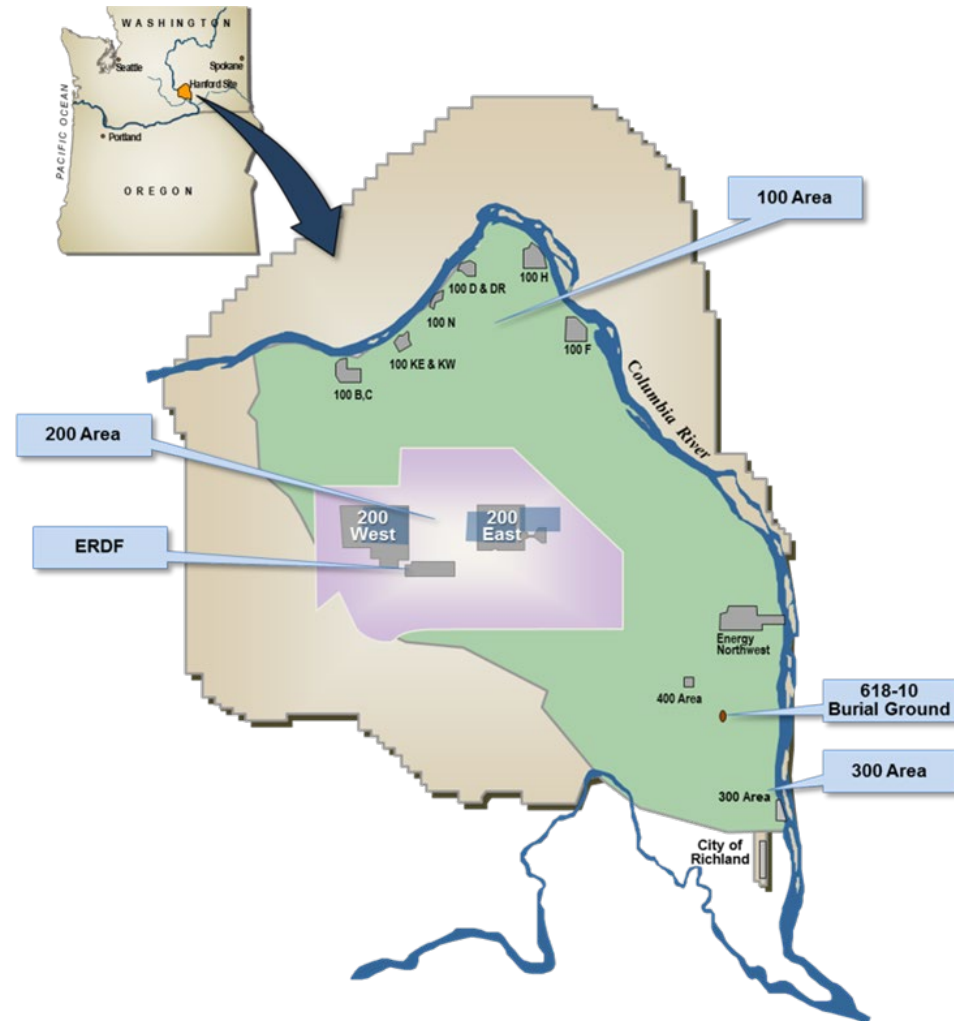 WASHINGTON
Seattle
Spokane
Hanford Site
PACIFIC OCEAN
Portland
OREGON
100 Area
100 H
100 D & DR
100 N
100 F
100 KE & KW
100 B,C
Columbia River
200 Area
200
West
200
East
ERDF
Energy
Northwest
400 Area
618-10
Burial Ground
300 Area
300 Area
City of
Richland